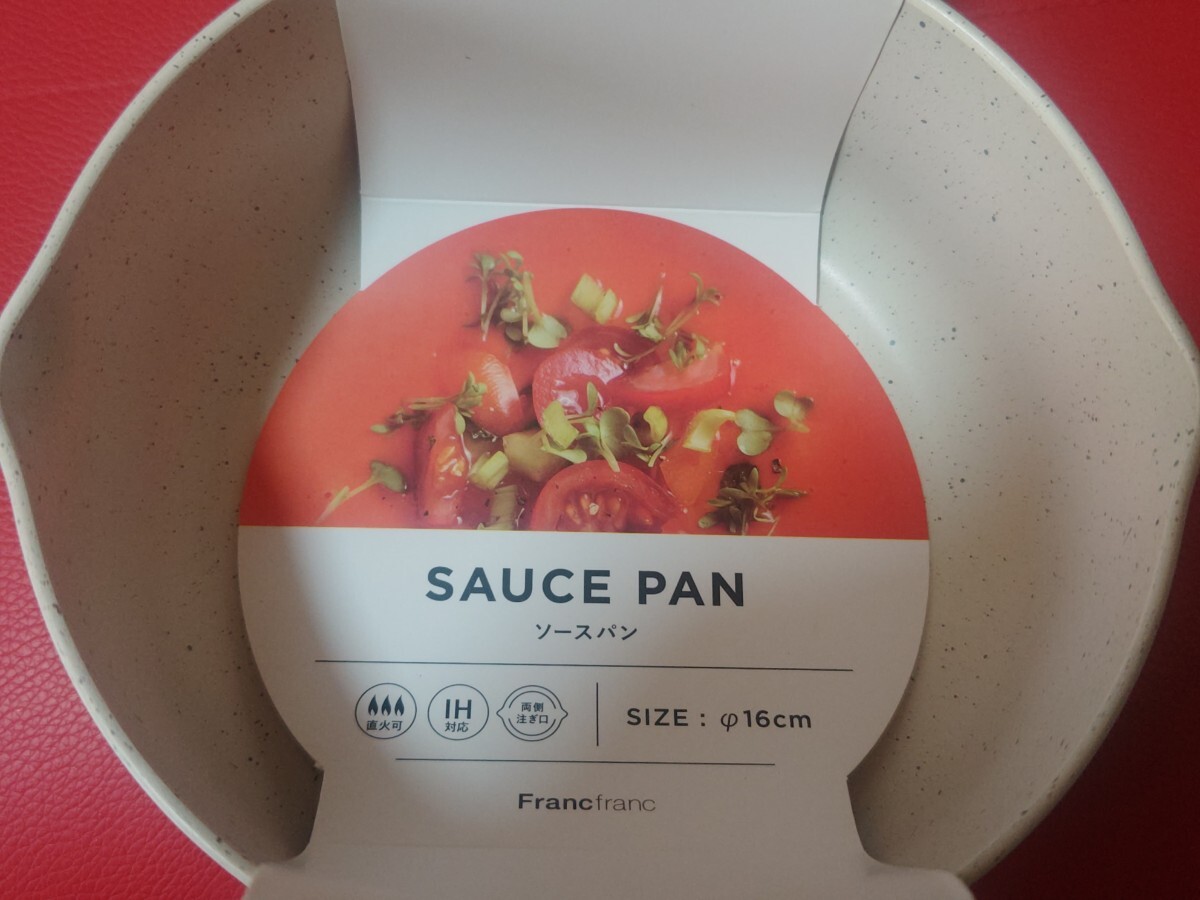 SAUCE PAN
ソースパン
直火可
IH
対応
両側
注ぎ口
SIZE : φ16cm
Francfranc